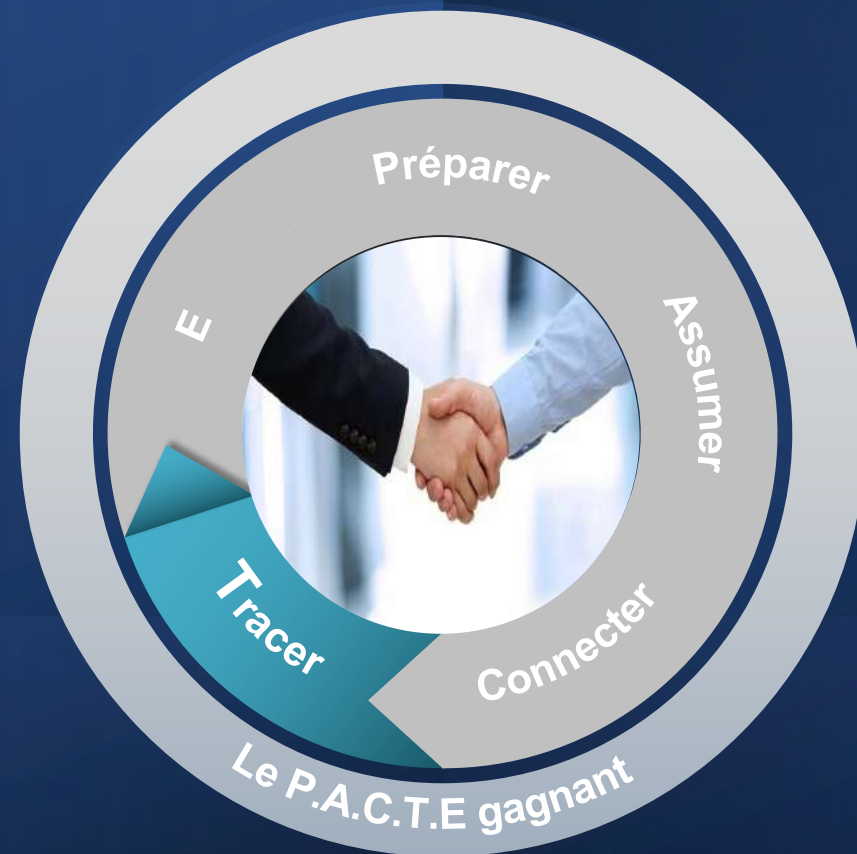 Préparer
Assumer
Connecter
Tracer
E
Le P.A.C.T.E gagnant